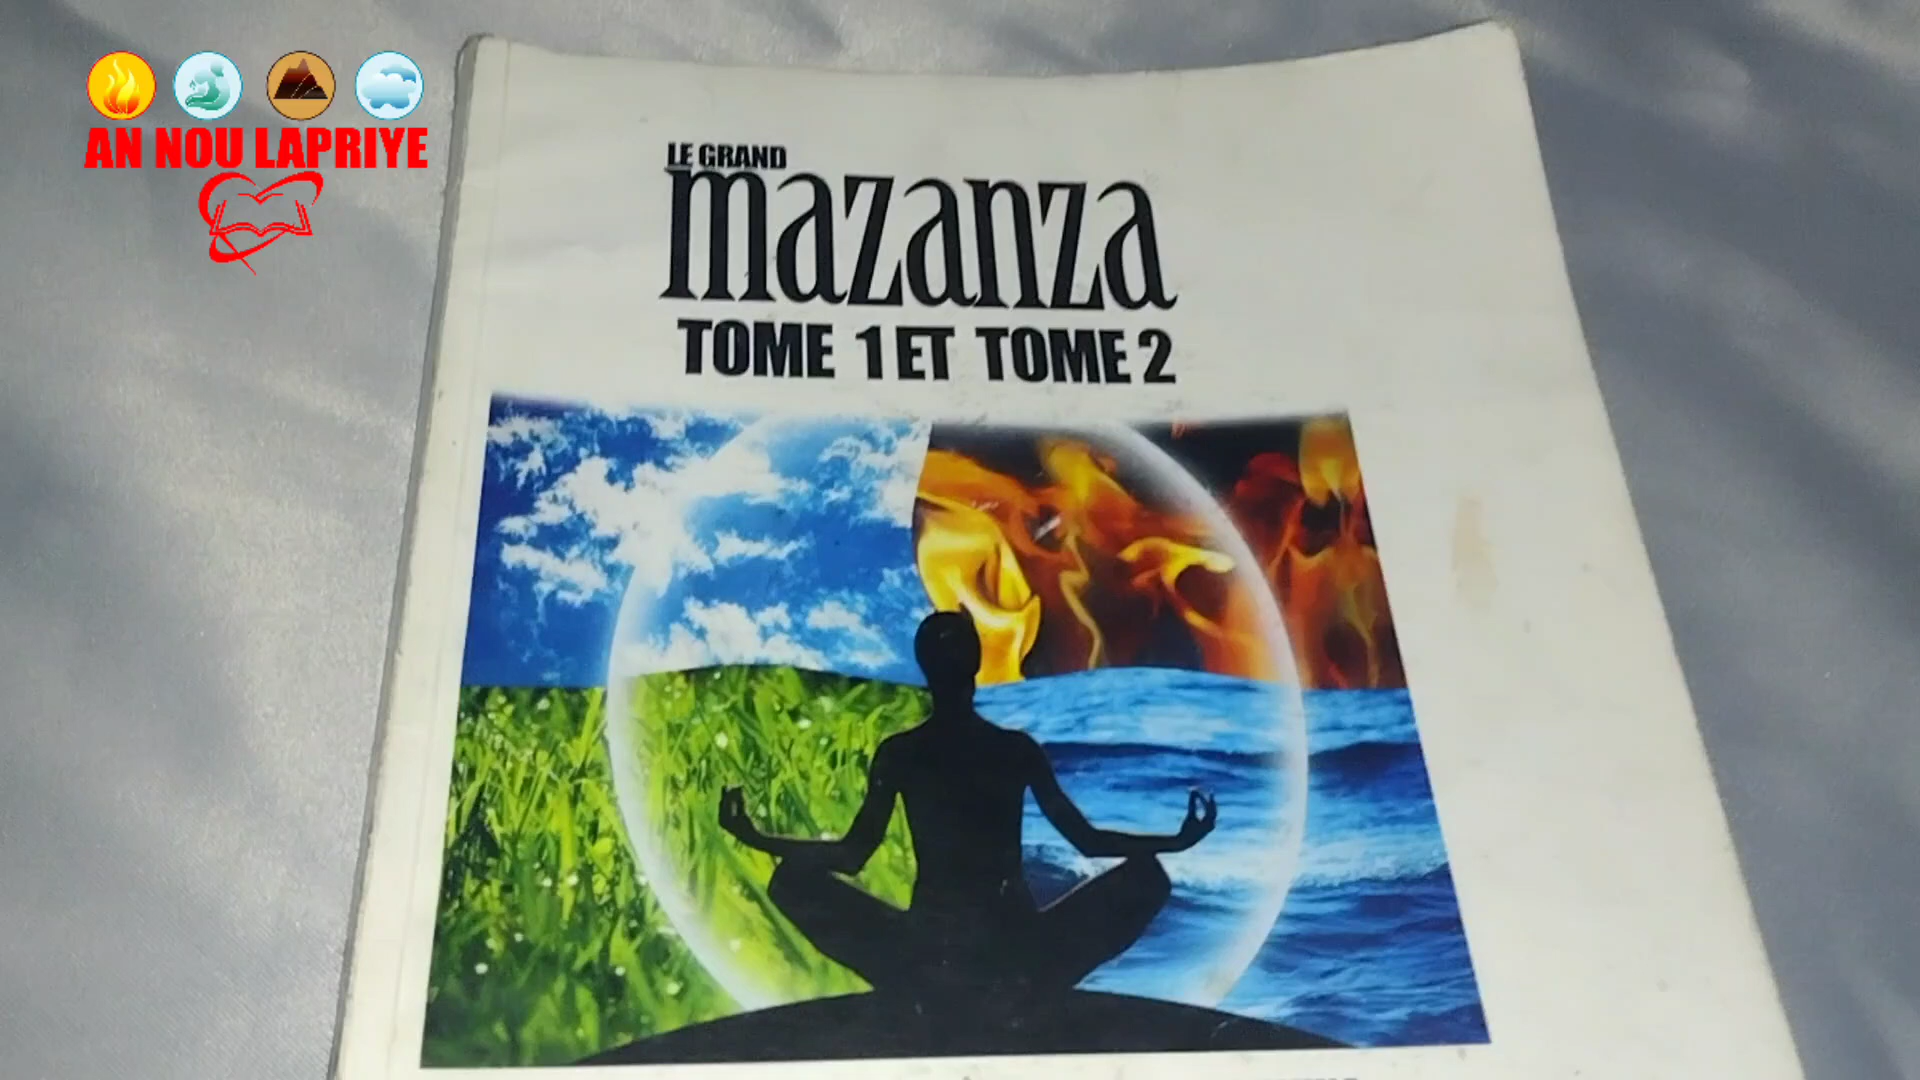 AN NOU LAPRIYE
LE GRAND
mazanza
TOME 1 ET TOME 2